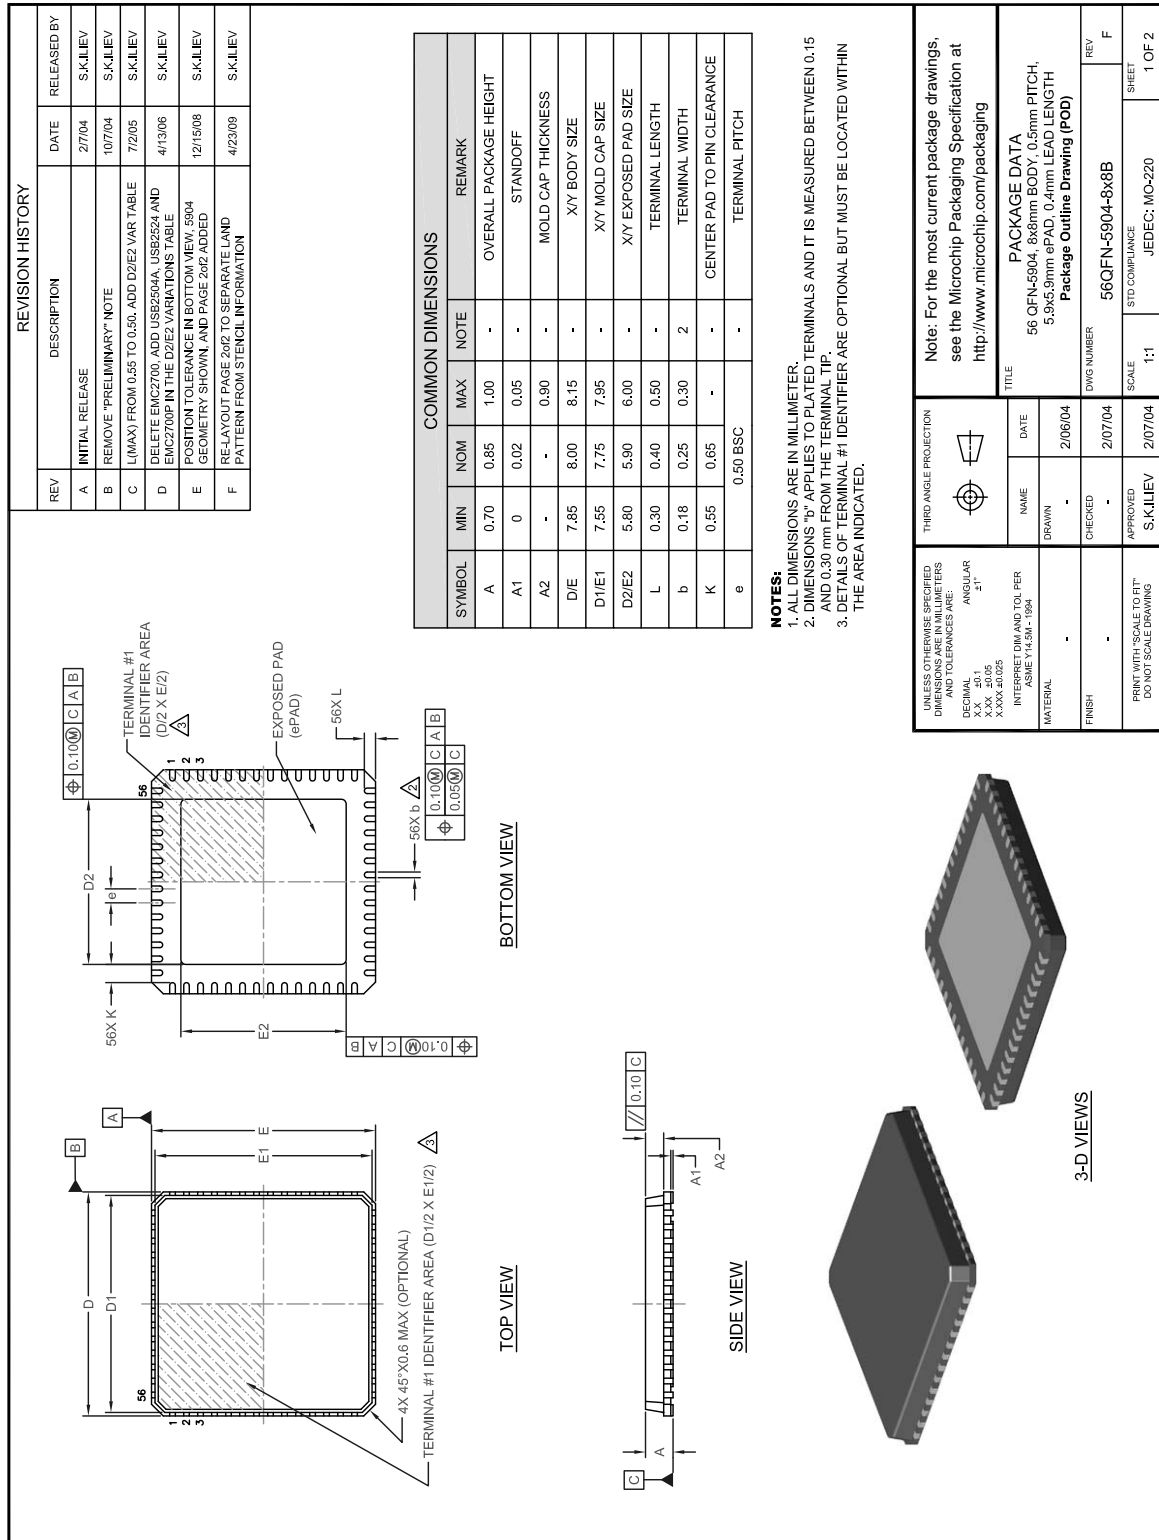 REVISION HISTORY
REV DESCRIPTION DATE RELEASED BY
A INITIAL RELEASE 2/7/04 S.K.ILIEV
B REMOVE "PRELIMINARY" NOTE 10/7/04 S.K.ILIEV
C L(MAX) FROM 0.55 TO 0.50. ADD D2/E2 VAR TABLE 7/2/05 S.K.ILIEV
D DELETE EMC2700, ADD USB2504A, USB2524 AND
EMC2700P IN THE D2/E2 VARIATIONS TABLE 4/13/06 S.K.ILIEV
E POSITION TOLERANCE IN BOTTOM VIEW, 5904
GEOMETRY SHOWN, AND PAGE 2of2 ADDED 12/15/08 S.K.ILIEV
F RE-LAYOUT PAGE 2of2 TO SEPARATE LAND
PATTERN FROM STENCIL INFORMATION 4/23/09 S.K.ILIEV
D
D1
B
A
E1
E
56
1
2
3
4X 45°X0.6 MAX (OPTIONAL)
TERMINAL #1 IDENTIFIER AREA (D1/2 X E1/2) 3
TOP VIEW
56X K
D2
e
⌖ 0.10Ⓜ C A B
TERMINAL #1
IDENTIFIER AREA
(D/2 X E/2)
3
56
1
2
3
E2
⌖ 0.10Ⓜ C A B
EXPOSED PAD
(ePAD)
56X L
56X b 2
⌖ 0.10Ⓜ C A B
0.05Ⓜ C
BOTTOM VIEW
C
A
// 0.10 C
A1
A2
SIDE VIEW
3-D VIEWS
COMMON DIMENSIONS
SYMBOL MIN NOM MAX NOTE REMARK
A 0.70 0.85 1.00 - OVERALL PACKAGE HEIGHT
A1 0 0.02 0.05 - STANDOFF
A2 - - 0.90 - MOLD CAP THICKNESS
D/E 7.85 8.00 8.15 - X/Y BODY SIZE
D1/E1 7.55 7.75 7.95 - X/Y MOLD CAP SIZE
D2/E2 5.80 5.90 6.00 - X/Y EXPOSED PAD SIZE
L 0.30 0.40 0.50 - TERMINAL LENGTH
b 0.18 0.25 0.30 2 TERMINAL WIDTH
K 0.55 0.65 - - CENTER PAD TO PIN CLEARANCE
e 0.50 BSC - TERMINAL PITCH
NOTES:
1. ALL DIMENSIONS ARE IN MILLIMETER.
2. DIMENSIONS "b" APPLIES TO PLATED TERMINALS AND IT IS MEASURED BETWEEN 0.15
AND 0.30 mm FROM THE TERMINAL TIP.
3. DETAILS OF TERMINAL #1 IDENTIFIER ARE OPTIONAL BUT MUST BE LOCATED WITHIN
THE AREA INDICATED.
UNLESS OTHERWISE SPECIFIED
DIMENSIONS ARE IN MILLIMETERS
AND TOLERANCES ARE:
DECIMAL ANGULAR
X.X ±0.1 ±1°
X.XX ±0.05
X.XXX ±0.025
INTERPRET DIM AND TOL PER
ASME Y14.5M - 1994
MATERIAL
-
FINISH
-
PRINT WITH "SCALE TO FIT"
DO NOT SCALE DRAWING
THIRD ANGLE PROJECTION
NAME DATE
DRAWN
- 2/06/04
CHECKED
- 2/07/04
APPROVED
S.K.ILIEV 2/07/04
Note: For the most current package drawings,
see the Microchip Packaging Specification at
http://www.microchip.com/packaging
TITLE
PACKAGE DATA
56 QFN-5904, 8x8mm BODY, 0.5mm PITCH,
5.9x5.9mm ePAD, 0.4mm LEAD LENGTH
Package Outline Drawing (POD)
DWG NUMBER
56QFN-5904-8x8B
REV
F
SCALE
1:1
STD COMPLIANCE
JEDEC: MO-220
SHEET
1 OF 2